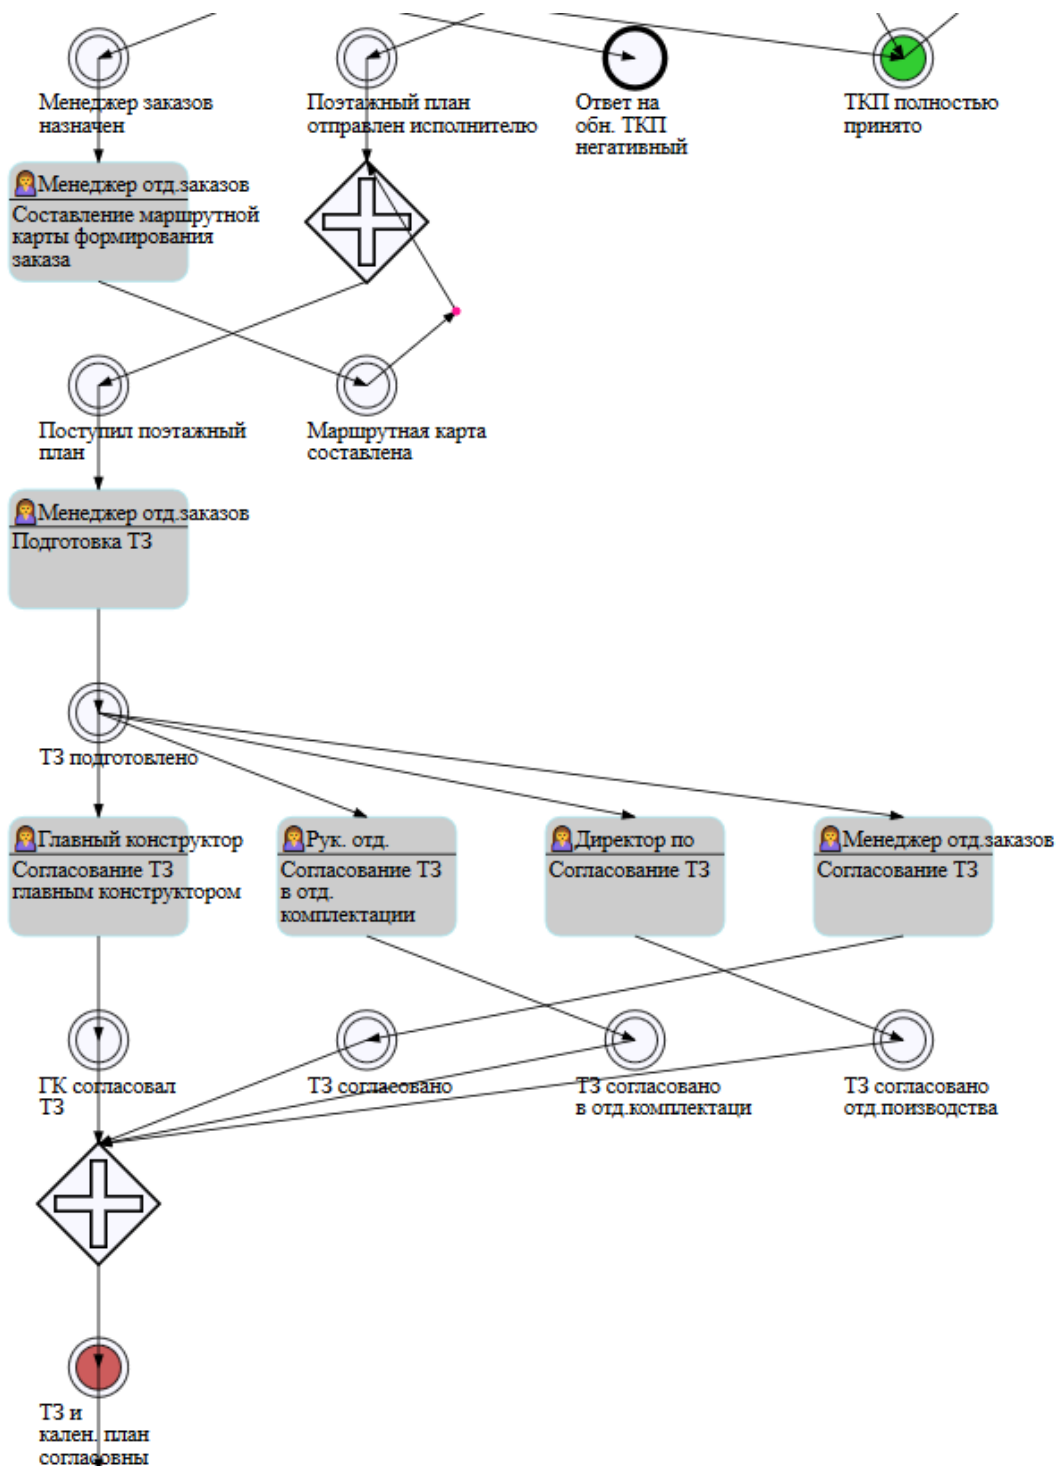 Менеджер заказов
назначен
Поэтажный план
отправлен исполнителю
Ответ на
обн. ТКП
негативный
ТКП полностью
принято
Менеджер отд.заказов
Составление маршрутной
карты формирования
заказа
Поступил поэтажный
план
Маршрутная карта
составлена
Менеджер отд.заказов
Подготовка ТЗ
ТЗ подготовлено
Главный конструктор
Согласование ТЗ
главным конструктором
Рук. отд.
Согласование ТЗ
в отд.
комплектации
Директор по
Согласование ТЗ
Менеджер отд.заказов
Согласование ТЗ
ГК согласовал
ТЗ
ТЗ согласовано
ТЗ согласовано
в отд.комплектаци
ТЗ согласовано
отд.поизводства
ТЗ и
кален. план
согласовны